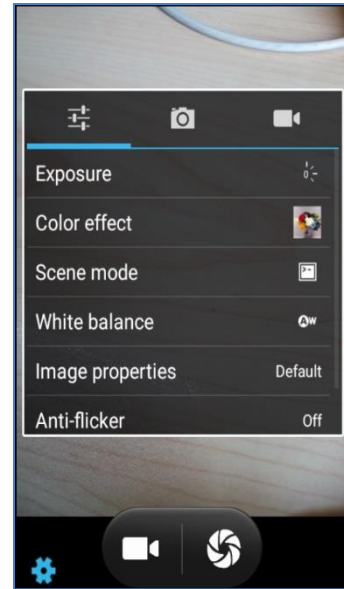 Exposure
Color effect
Scene mode
White balance
Image properties Default
Anti-flicker Off